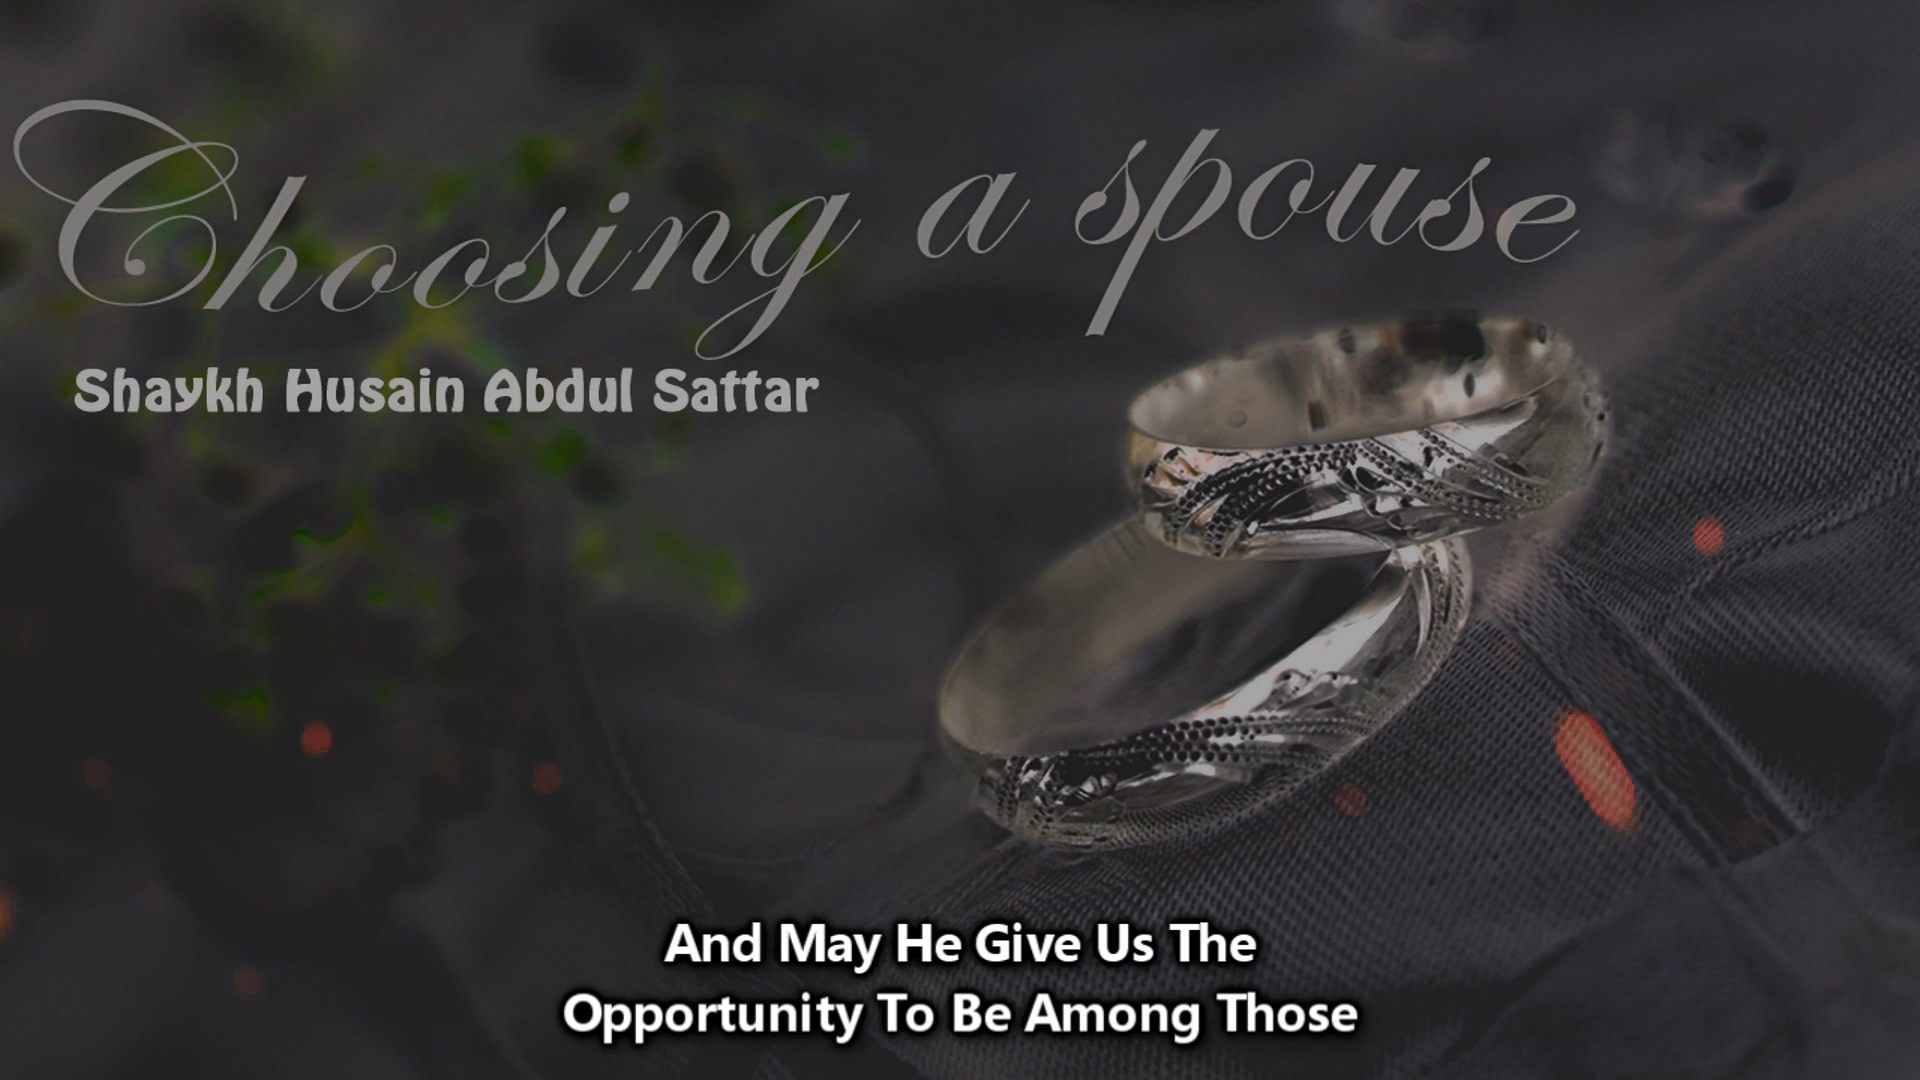 Choosing a spouse
Shaykh Husain Abdul Sattar
And May He Give Us The
Opportunity To Be Among Those